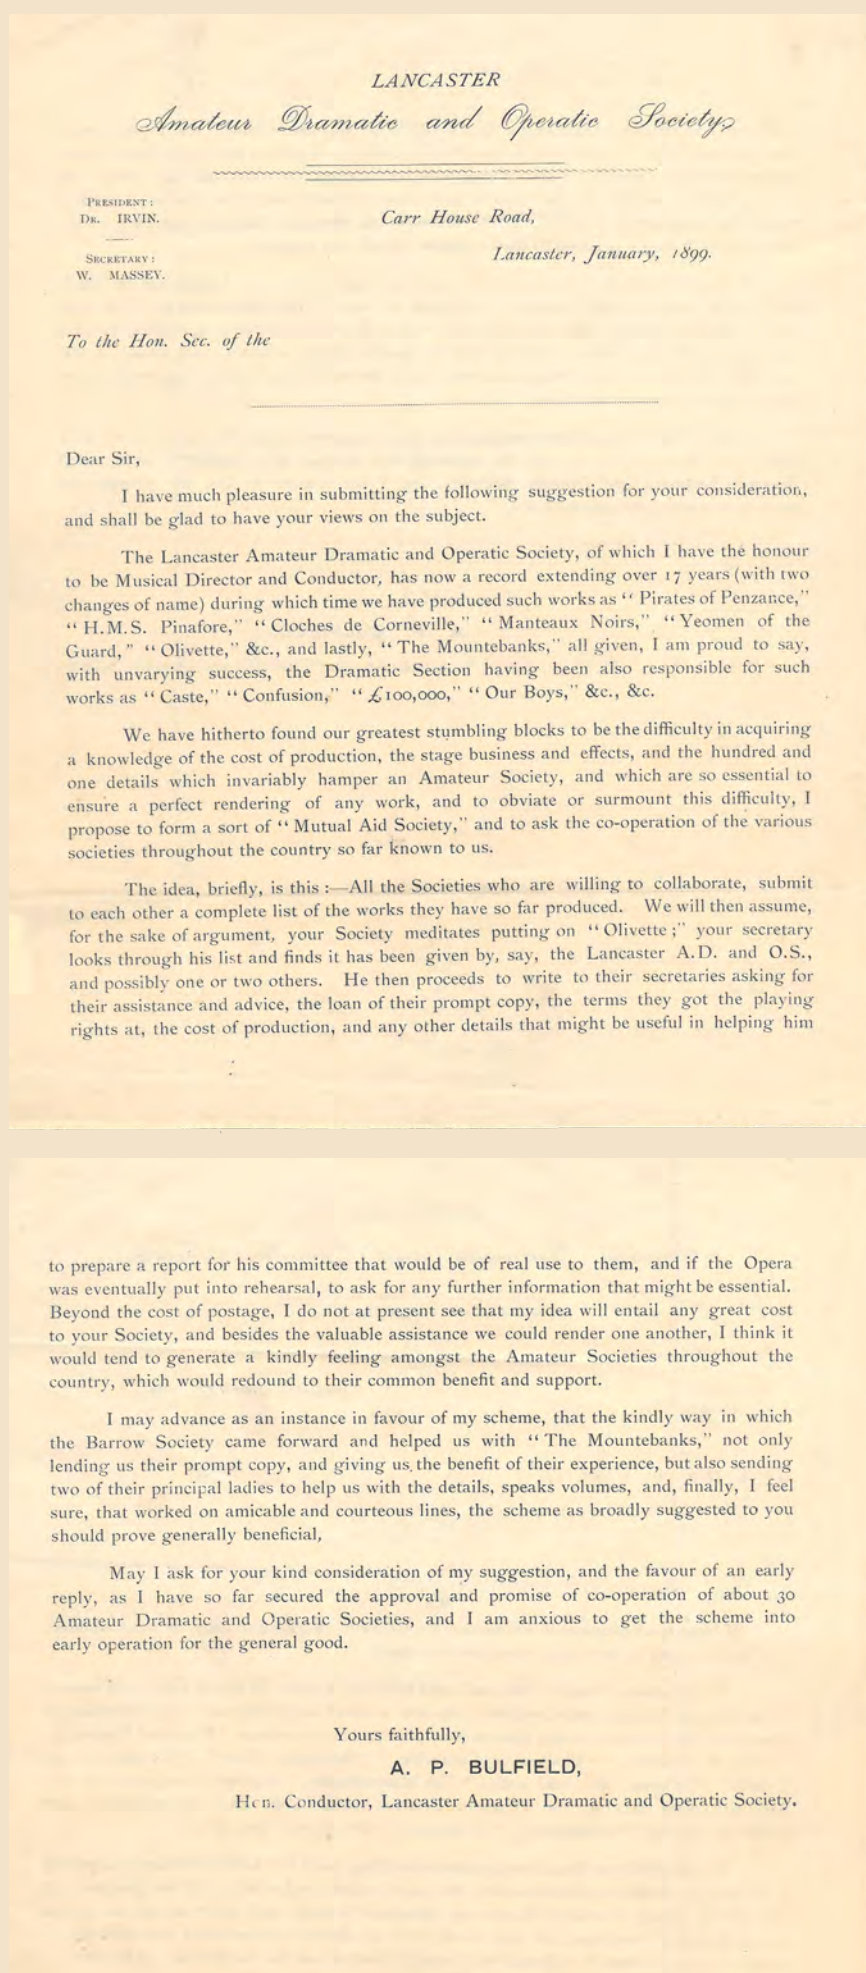 LANCASTER
Amateur Dramatic and Operatic Society,
PRESIDENT:
DR. IRVIN.
SECRETARY:
W. MASSEY.
Carr House Road,
Lancaster, January, 1899.
To the Hon. Sec. of the
Dear Sir,
I have much pleasure in submitting the following suggestion for your consideration,
and shall be glad to have your views on the subject.
The Lancaster Amateur Dramatic and Operatic Society, of which I have the honour
to be Musical Director and Conductor, has now a record extending over 17 years (with two
changes of name) during which time we have produced such works as “ Pirates of Penzance,”
“ H.M.S. Pinafore,” “ Cloches de Corneville,” “ Manteaux Noirs,” “ Yeomen of the
Guard,” “ Olivette,” &c., and lastly, “ The Mountebanks,” all given, I am proud to say,
with unvarying success, the Dramatic Section having been also responsible for such
works as “ Caste,” “ Confusion,” “ £100,000,” “ Our Boys,” &c., &c.
We have hitherto found our greatest stumbling blocks to be the difficulty in acquiring
a knowledge of the cost of production, the stage business and effects, and the hundred and
one details which invariably hamper an Amateur Society, and which are so essential to
ensure a perfect rendering of any work, and to obviate or surmount this difficulty, I
propose to form a sort of “ Mutual Aid Society,” and to ask the co-operation of the various
societies throughout the country so far known to us.
The idea, briefly, is this :—All the Societies who are willing to collaborate, submit
to each other a complete list of the works they have so far produced. We will then assume,
for the sake of argument, your Society meditates putting on “ Olivette ;” your secretary
looks through his list and finds it has been given by, say, the Lancaster A.D. and O.S.,
and possibly one or two others. He then proceeds to write to their secretaries asking for
their assistance and advice, the loan of their prompt copy, the terms they got the playing
rights at, the cost of production, and any other details that might be useful in helping him
to prepare a report for his committee that would be of real use to them, and if the Opera
was eventually put into rehearsal, to ask for any further information that might be essential.
Beyond the cost of postage, I do not at present see that my idea will entail any great cost
to your Society, and besides the valuable assistance we could render one another, I think it
would tend to generate a kindly feeling amongst the Amateur Societies throughout the
country, which would redound to their common benefit and support.
I may advance as an instance in favour of my scheme, that the kindly way in which
the Barrow Society came forward and helped us with “ The Mountebanks,” not only
lending us their prompt copy, and giving us the benefit of their experience, but also sending
two of their principal ladies to help us with the details, speaks volumes, and, finally, I feel
sure, that worked on amicable and courteous lines, the scheme as broadly suggested to you
should prove generally beneficial,
May I ask for your kind consideration of my suggestion, and the favour of an early
reply, as I have so far secured the approval and promise of co-operation of about 30
Amateur Dramatic and Operatic Societies, and I am anxious to get the scheme into
early operation for the general good.
Yours faithfully,
A. P. BULFIELD,
Hon. Conductor, Lancaster Amateur Dramatic and Operatic Society.